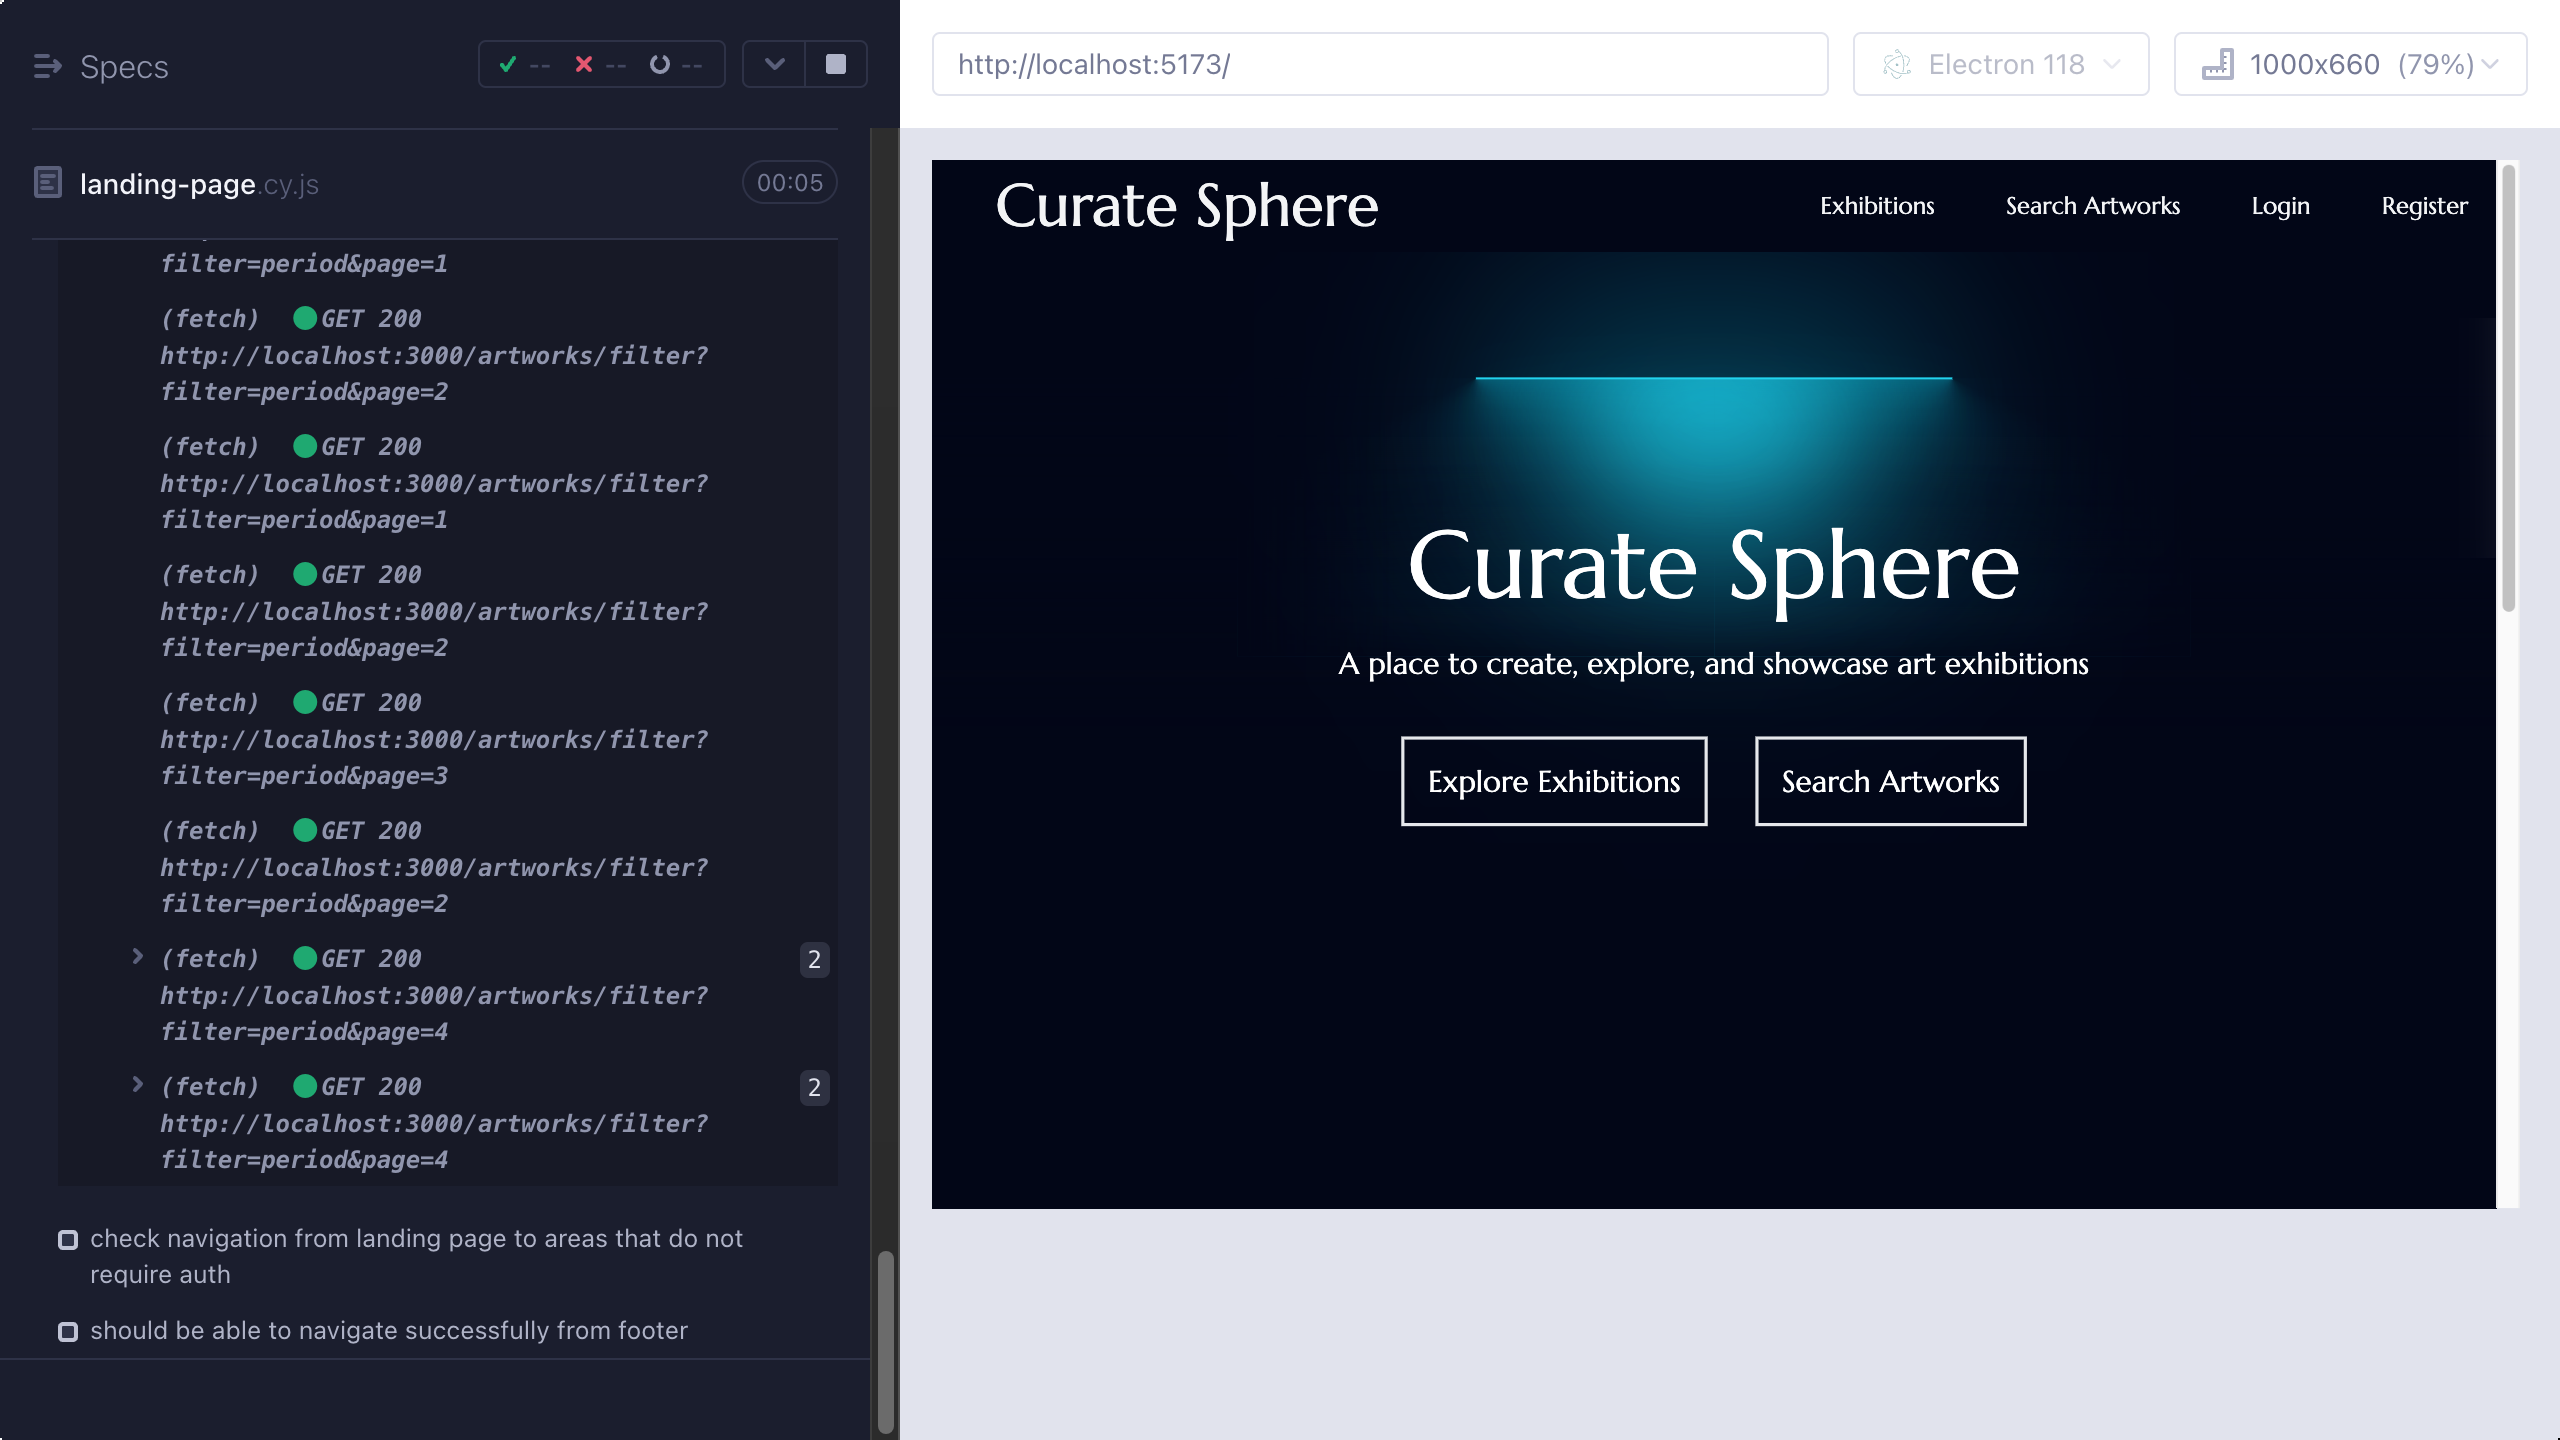 Specs
-- -- --
landing-page.cy.js
00:05
filter=period&page=1
(fetch) GET 200
http://localhost:3000/artworks/filter?
filter=period&page=2
(fetch) GET 200
http://localhost:3000/artworks/filter?
filter=period&page=1
(fetch) GET 200
http://localhost:3000/artworks/filter?
filter=period&page=2
(fetch) GET 200
http://localhost:3000/artworks/filter?
filter=period&page=3
(fetch) GET 200
http://localhost:3000/artworks/filter?
filter=period&page=2
(fetch) GET 200 2
http://localhost:3000/artworks/filter?
filter=period&page=4
(fetch) GET 200 2
http://localhost:3000/artworks/filter?
filter=period&page=4
check navigation from landing page to areas that do not
require auth
should be able to navigate successfully from footer
http://localhost:5173/
Electron 118
1000x660 (79%)
Curate Sphere
Exhibitions Search Artworks Login Register
Curate Sphere
A place to create, explore, and showcase art exhibitions
Explore Exhibitions Search Artworks